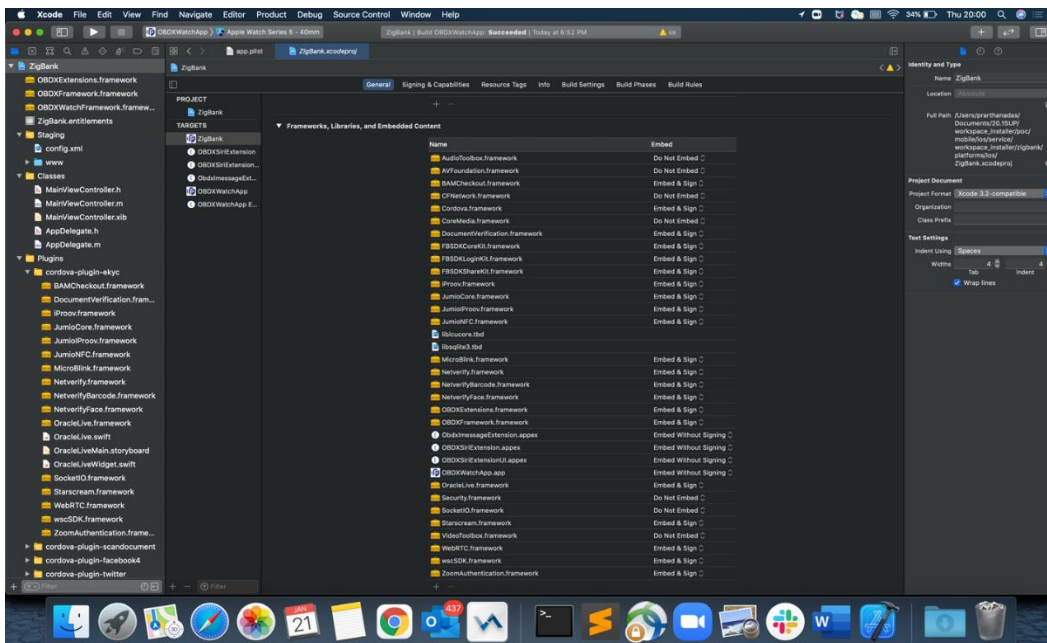 Xcode File Edit View Find Navigate Editor Product Debug Source Control Window Help
34% Thu 20:00
OBDXWatchApp Apple Watch Series 5 - 40mm
ZigBank | Build OBDXWatchApp: Succeeded | Today at 6:52 PM
app.plist
ZigBank.xcodeproj
ZigBank
OBDXExtensions.framework
OBDXFramework.framework
OBDXWatchFramework.framew...
ZigBank.entitlements
Staging
config.xml
www
Classes
MainViewController.h
MainViewController.m
MainViewController.xib
AppDelegate.h
AppDelegate.m
Plugins
cordova-plugin-ekyc
BAMCheckout.framework
DocumentVerification.fram...
iProov.framework
JumioCore.framework
JumioIProov.framework
JumioNFC.framework
MicroBlink.framework
Netverify.framework
NetverifyBarcode.framework
NetverifyFace.framework
OracleLive.framework
OracleLive.swift
OracleLiveMain.storyboard
OracleLiveWidget.swift
SocketIO.framework
Starscream.framework
WebRTC.framework
wscSDK.framework
ZoomAuthentication.frame...
cordova-plugin-scandocument
cordova-plugin-facebook4
cordova-plugin-twitter
Filter
ZigBank
General Signing & Capabilities Resource Tags Info Build Settings Build Phases Build Rules
PROJECT
ZigBank
TARGETS
ZigBank
OBDXSiriExtension
OBDXSiriExtension...
ObdxImessageExt...
OBDXWatchApp
OBDXWatchApp E...
Filter
Frameworks, Libraries, and Embedded Content
Name Embed
AudioToolbox.framework Do Not Embed
AVFoundation.framework Do Not Embed
BAMCheckout.framework Embed & Sign
CFNetwork.framework Do Not Embed
Cordova.framework Embed & Sign
CoreMedia.framework Do Not Embed
DocumentVerification.framework Embed & Sign
FBSDKCoreKit.framework Embed & Sign
FBSDKLoginKit.framework Embed & Sign
FBSDKShareKit.framework Embed & Sign
iProov.framework Embed & Sign
JumioCore.framework Embed & Sign
JumioIProov.framework Embed & Sign
JumioNFC.framework Embed & Sign
libicucore.tbd
libsqlite3.tbd
MicroBlink.framework Embed & Sign
Netverify.framework Embed & Sign
NetverifyBarcode.framework Embed & Sign
NetverifyFace.framework Embed & Sign
OBDXExtensions.framework Embed & Sign
OBDXFramework.framework Embed & Sign
ObdxImessageExtension.appex Embed Without Signing
OBDXSiriExtension.appex Embed Without Signing
OBDXSiriExtensionUI.appex Embed Without Signing
OBDXWatchApp.app Embed Without Signing
OracleLive.framework Embed & Sign
Security.framework Do Not Embed
SocketIO.framework Do Not Embed
Starscream.framework Embed & Sign
VideoToolbox.framework Do Not Embed
WebRTC.framework Embed & Sign
wscSDK.framework Embed & Sign
ZoomAuthentication.framework Embed & Sign
Identity and Type
Name ZigBank
Location Absolute
Full Path /Users/prarthanadas/
Documents/20.1SUP/
workspace_installer/poc/
mobile/ios/service/
workspace_installer/zigbank/
platforms/ios/
ZigBank.xcodeproj
Project Document
Project Format Xcode 3.2-compatible
Organization
Class Prefix
Text Settings
Indent Using Spaces
Widths 4 4
Tab Indent
Wrap lines
JAN
21
437